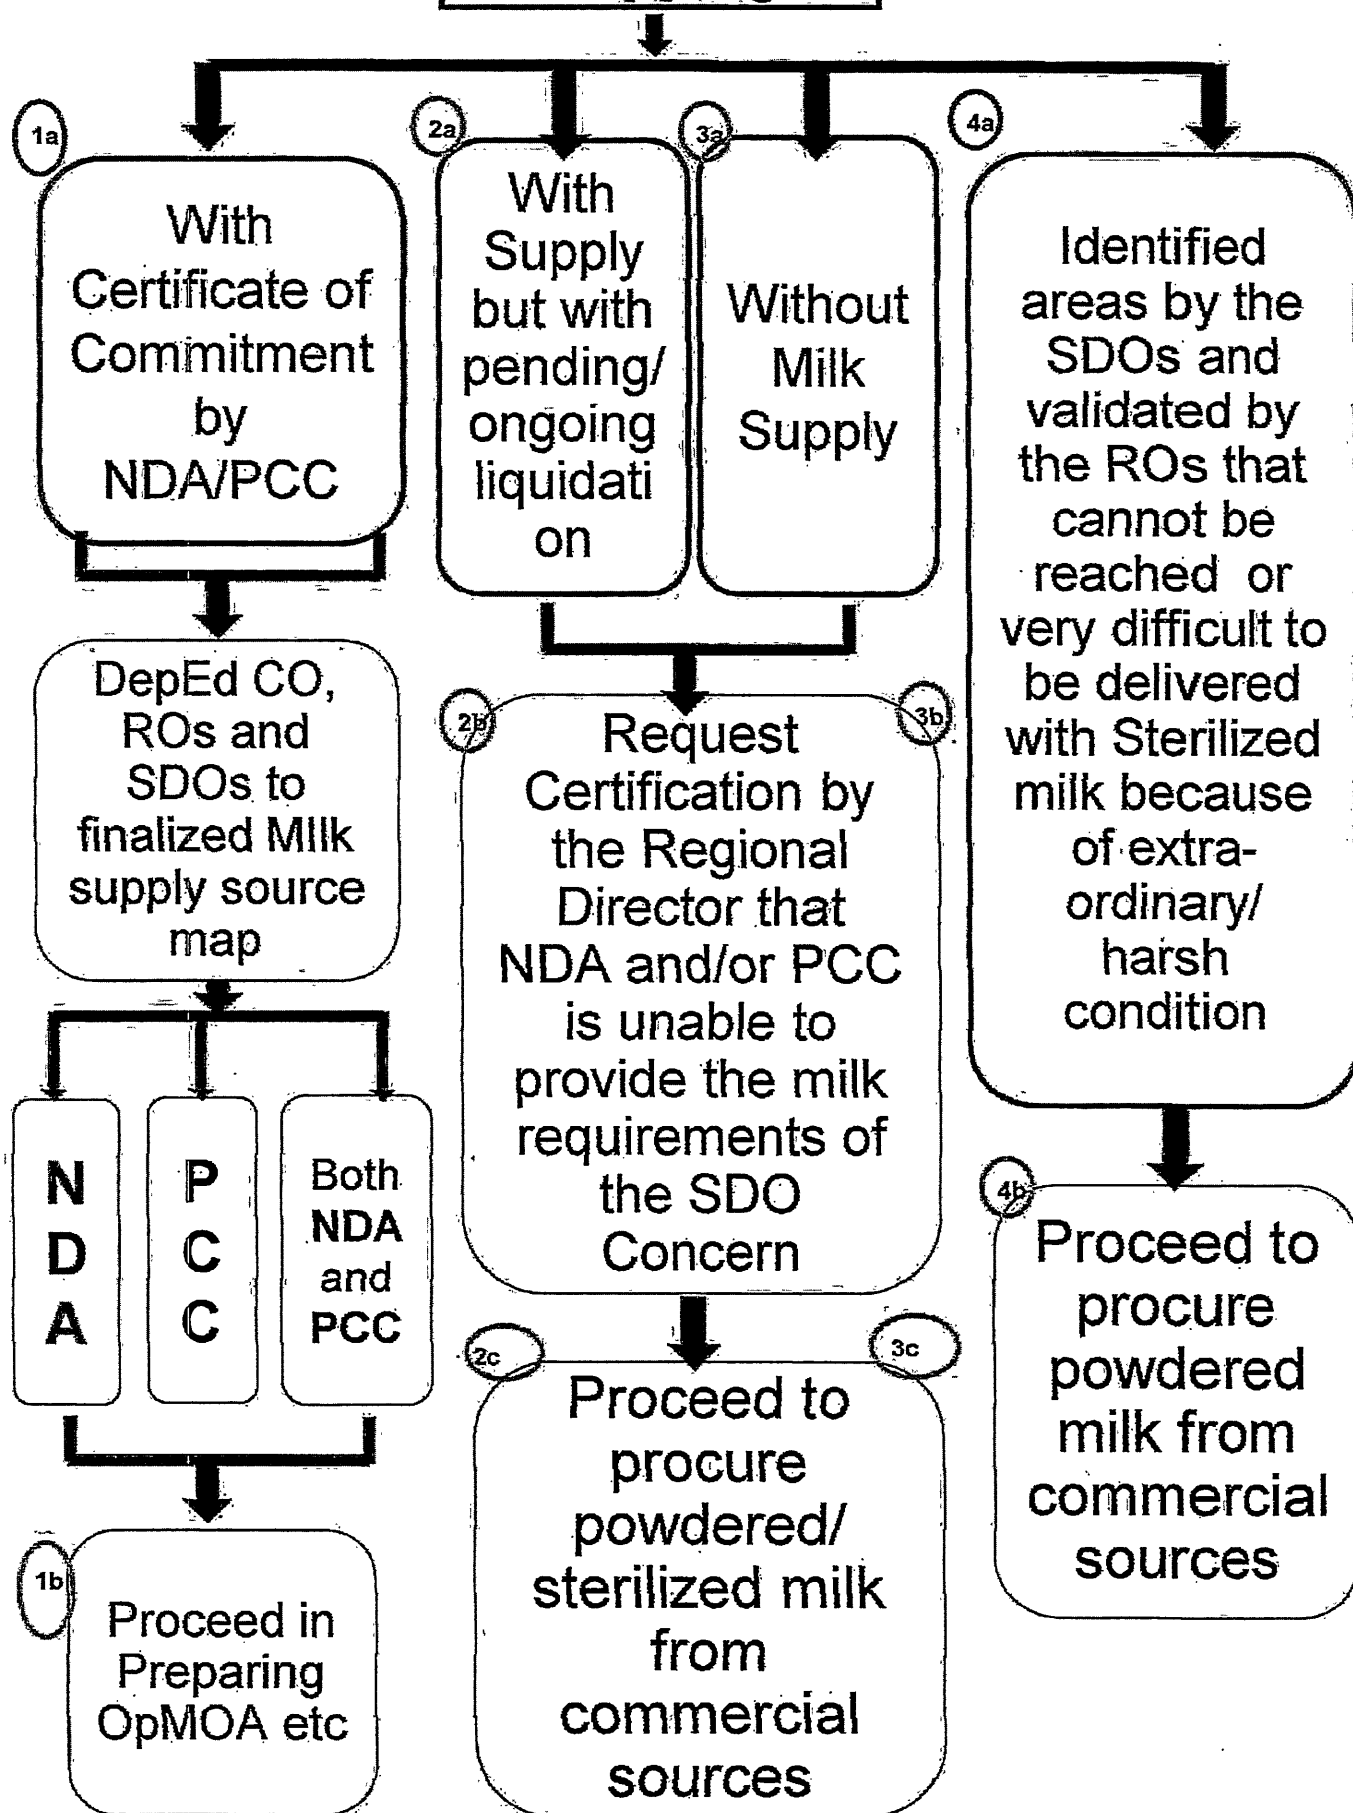 1a
With
Certificate of
Commitment
by
NDA/PCC
DepEd CO,
ROs and
SDOs to
finalized MIlk
supply source
map
N
D
A
P
C
C
Both
NDA
and
PCC
1b
Proceed in
Preparing
OpMOA etc
2a
With
Supply
but with
pending/
ongoing
liquidati
on
3a
Without
Milk
Supply
2b
3b
Request
Certification by
the Regional
Director that
NDA and/or PCC
is unable to
provide the milk
requirements of
the SDO
Concern
2c
3c
Proceed to
procure
powdered/
sterilized milk
from
commercial
sources
4a
Identified
areas by the
SDOs and
validated by
the ROs that
cannot be
reached or
very difficult to
be delivered
with Sterilized
milk because
of extra-
ordinary/
harsh
condition
4b
Proceed to
procure
powdered
milk from
commercial
sources